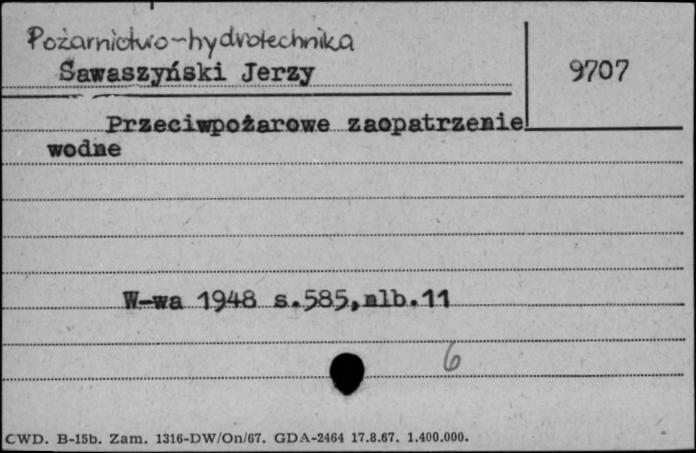 Pożarnictwo-hydrotechnika
Sawaszyński Jerzy
9707
Przeciwpożarowe zaopatrzenie
wodne
W-wa 1948 s.585,nlb.11
6
CWD. B-15b. Zam. 1316-DW/On/67. GDA-2464 17.8.67. 1.400.000.